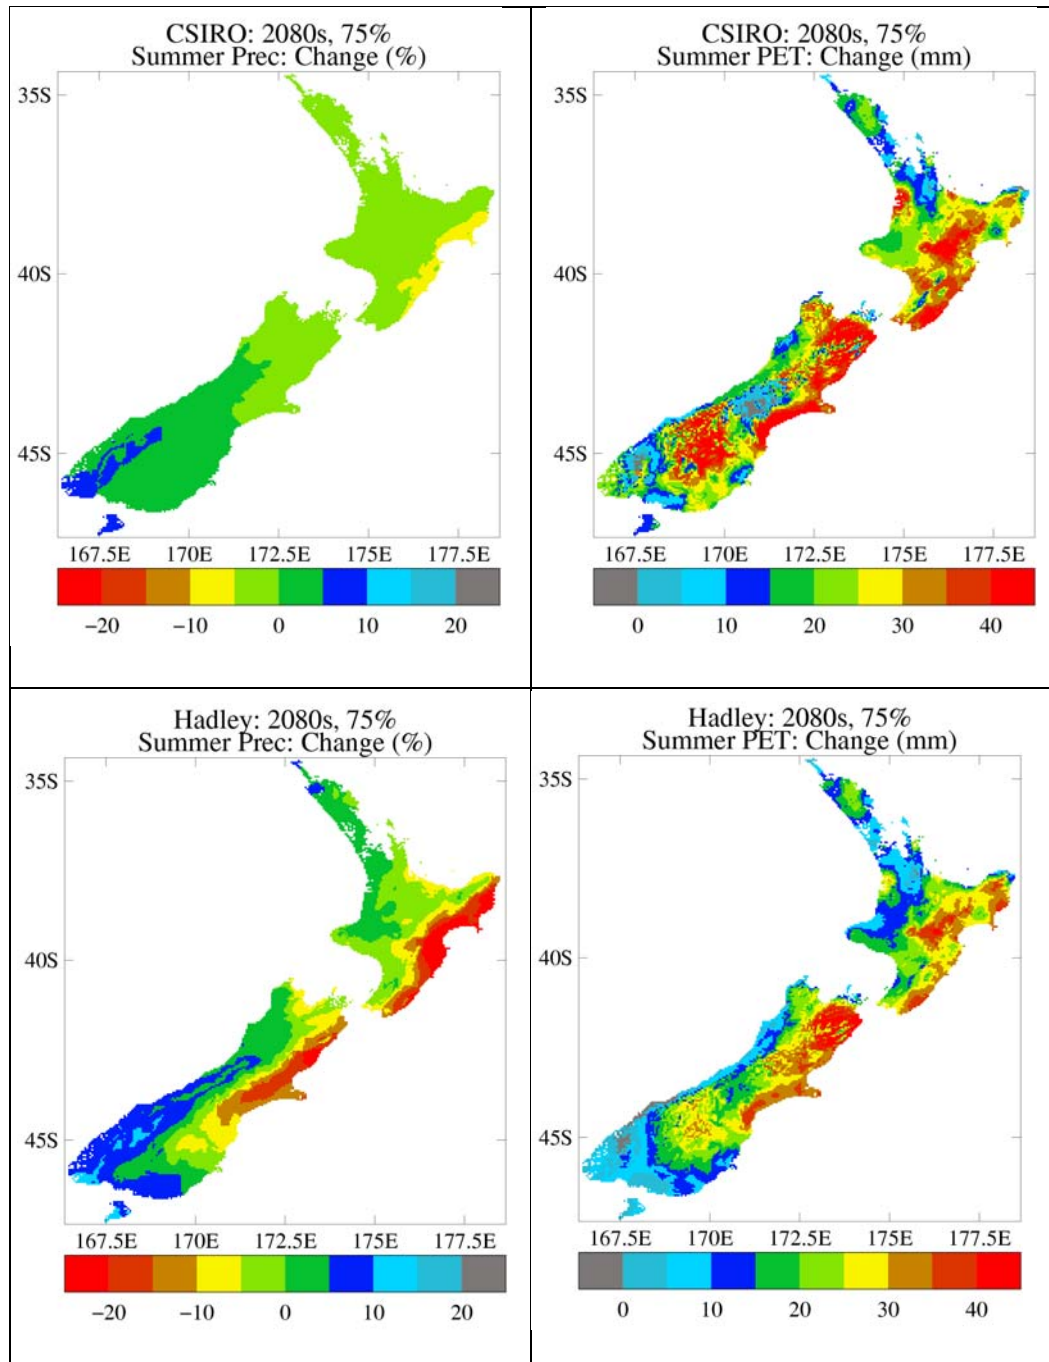 CSIRO: 2080s, 75%
Summer Prec: Change (%)
35S
40S
45S
167.5E 170E 172.5E 175E 177.5E
−20 −10 0 10 20
CSIRO: 2080s, 75%
Summer PET: Change (mm)
35S
40S
45S
167.5E 170E 172.5E 175E 177.5E
0 10 20 30 40
Hadley: 2080s, 75%
Summer Prec: Change (%)
35S
40S
45S
167.5E 170E 172.5E 175E 177.5E
−20 −10 0 10 20
Hadley: 2080s, 75%
Summer PET: Change (mm)
35S
40S
45S
167.5E 170E 172.5E 175E 177.5E
0 10 20 30 40